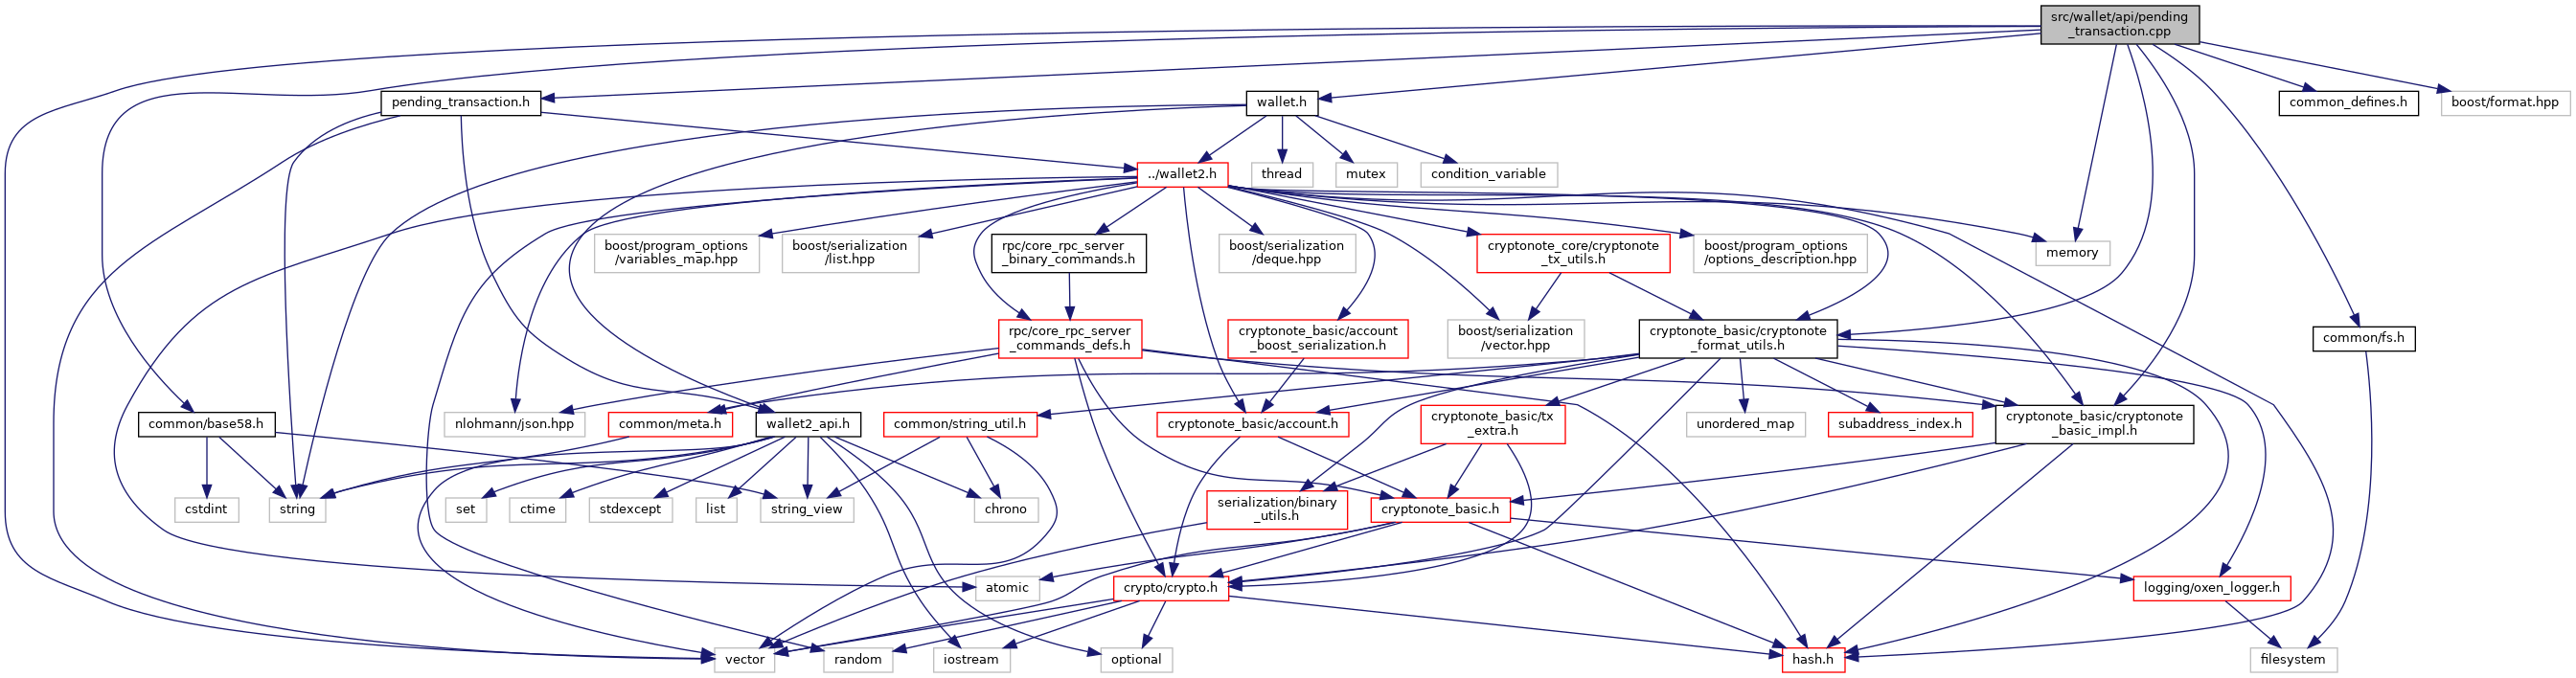 src/wallet/api/pending
_transaction.cpp
pending_transaction.h
wallet.h
common_defines.h
boost/format.hpp
../wallet2.h
thread
mutex
condition_variable
boost/program_options
/variables_map.hpp
boost/serialization
/list.hpp
rpc/core_rpc_server
_binary_commands.h
boost/serialization
/deque.hpp
cryptonote_core/cryptonote
_tx_utils.h
boost/program_options
/options_description.hpp
memory
rpc/core_rpc_server
_commands_defs.h
cryptonote_basic/account
_boost_serialization.h
boost/serialization
/vector.hpp
cryptonote_basic/cryptonote
_format_utils.h
common/fs.h
common/base58.h
nlohmann/json.hpp
common/meta.h
wallet2_api.h
common/string_util.h
cryptonote_basic/account.h
cryptonote_basic/tx
_extra.h
unordered_map
subaddress_index.h
cryptonote_basic/cryptonote
_basic_impl.h
cstdint
string
set
ctime
stdexcept
list
string_view
chrono
serialization/binary
_utils.h
cryptonote_basic.h
atomic
crypto/crypto.h
logging/oxen_logger.h
vector
random
iostream
optional
hash.h
filesystem